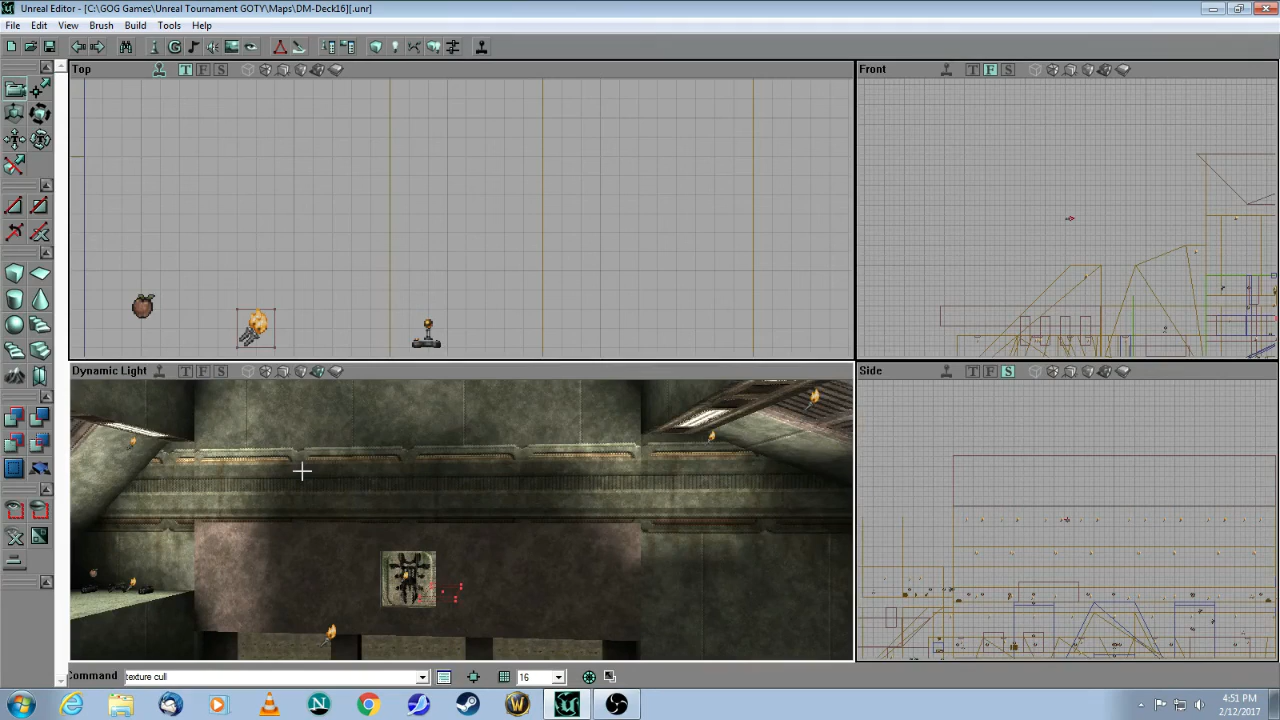 Unreal Editor - [C:\GOG Games\Unreal Tournament GOTY\Maps\DM-Deck16][.unr]
File Edit View Brush Build Tools Help
Top T F S
Front T F S
Dynamic Light T F S
Side T F S
Command texture cull 16
4:51 PM
2/12/2017